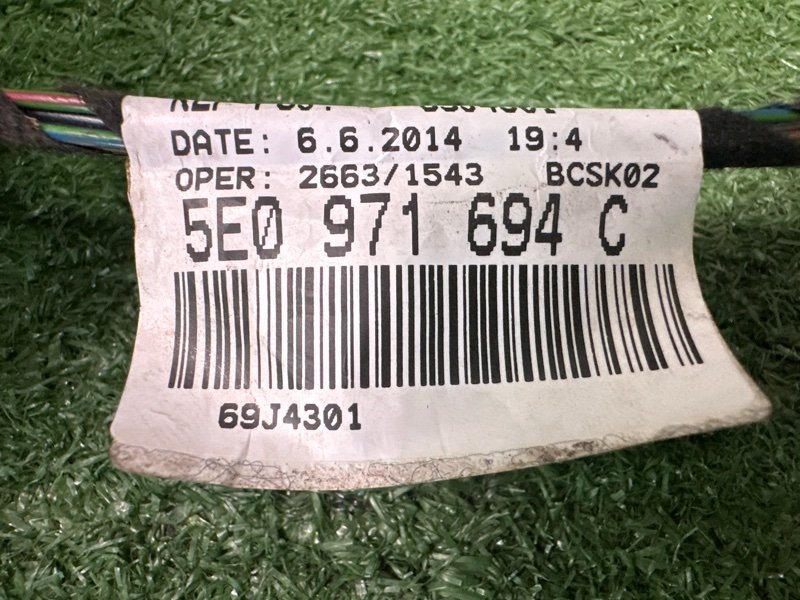 DATE: 6.6.2014 19:4
OPER: 2663/1543 BCSK02
5E0 971 694 C
69J4301